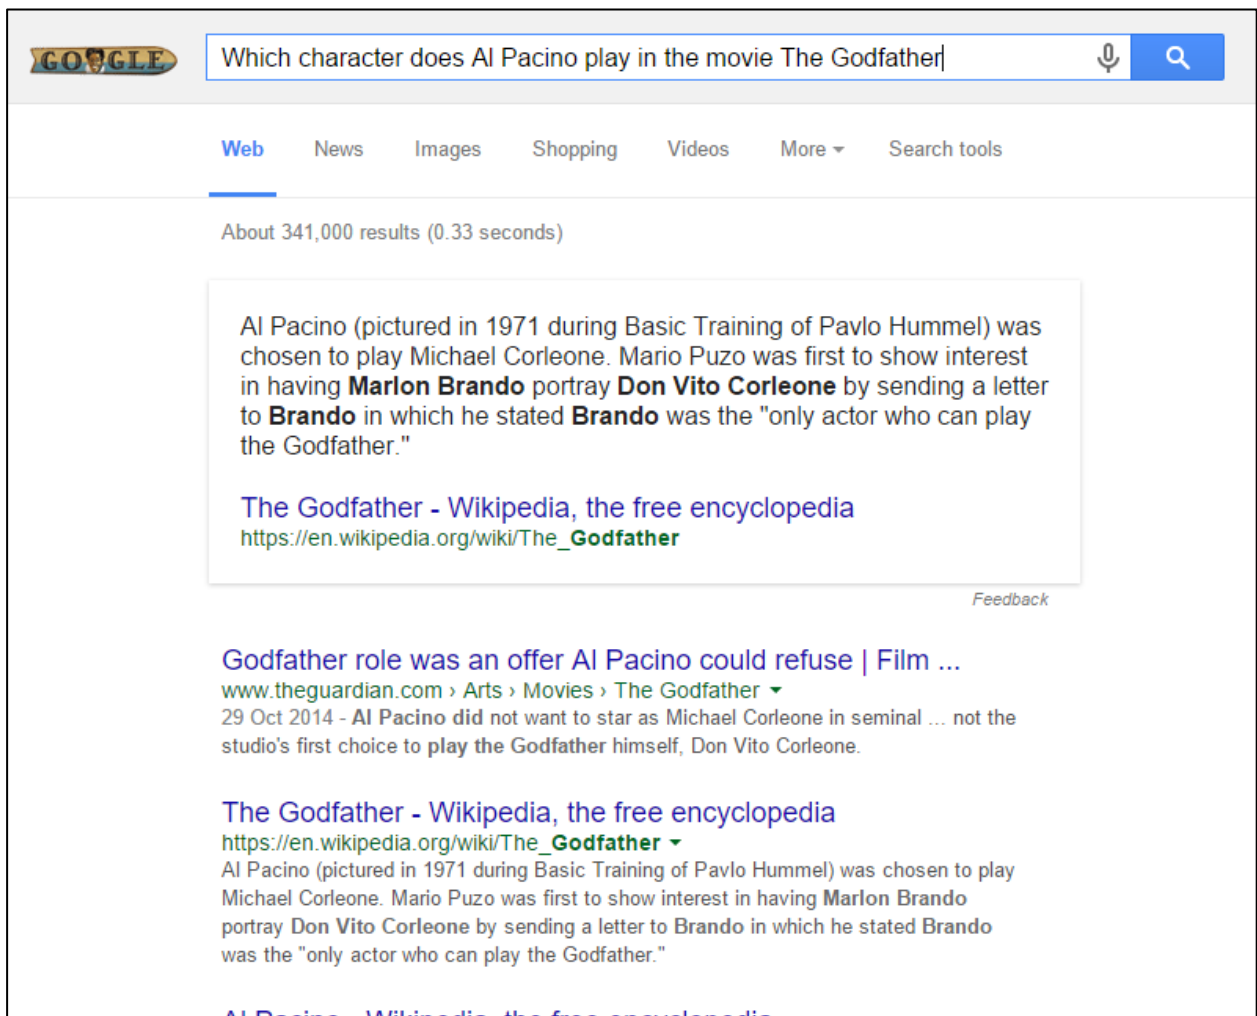 GOOGLE
Which character does Al Pacino play in the movie The Godfather
Web News Images Shopping Videos More Search tools
About 341,000 results (0.33 seconds)
Al Pacino (pictured in 1971 during Basic Training of Pavlo Hummel) was
chosen to play Michael Corleone. Mario Puzo was first to show interest
in having Marlon Brando portray Don Vito Corleone by sending a letter
to Brando in which he stated Brando was the "only actor who can play
the Godfather."
The Godfather - Wikipedia, the free encyclopedia
https://en.wikipedia.org/wiki/The_Godfather
Feedback
Godfather role was an offer Al Pacino could refuse | Film ...
www.theguardian.com › Arts › Movies › The Godfather
29 Oct 2014 - Al Pacino did not want to star as Michael Corleone in seminal ... not the
studio's first choice to play the Godfather himself, Don Vito Corleone.
The Godfather - Wikipedia, the free encyclopedia
https://en.wikipedia.org/wiki/The_Godfather
Al Pacino (pictured in 1971 during Basic Training of Pavlo Hummel) was chosen to play
Michael Corleone. Mario Puzo was first to show interest in having Marlon Brando
portray Don Vito Corleone by sending a letter to Brando in which he stated Brando
was the "only actor who can play the Godfather."
Al Pacino - Wikipedia, the free encyclopedia